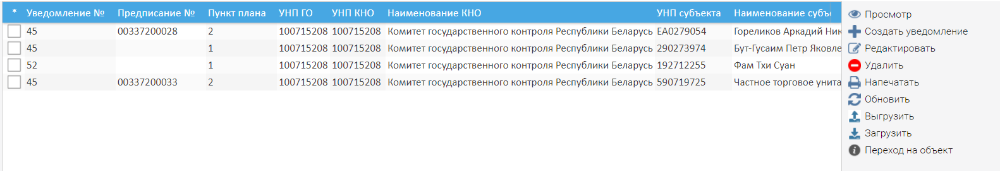 * Уведомление № Предписание № Пункт плана УНП ГО УНП КНО Наименование КНО УНП субъекта Наименование субъе
45 00337200028 2 100715208 100715208 Комитет государственного контроля Республики Беларусь EA0279054 Гореликов Аркадий Ник
45 1 100715208 100715208 Комитет государственного контроля Республики Беларусь 290273974 Бут-Гусаим Петр Яковле
52 1 100715208 100715208 Комитет государственного контроля Республики Беларусь 192712255 Фам Тхи Суан
45 00337200033 2 100715208 100715208 Комитет государственного контроля Республики Беларусь 590719725 Частное торговое унита
Просмотр
Создать уведомление
Редактировать
Удалить
Напечатать
Обновить
Выгрузить
Загрузить
Переход на объект